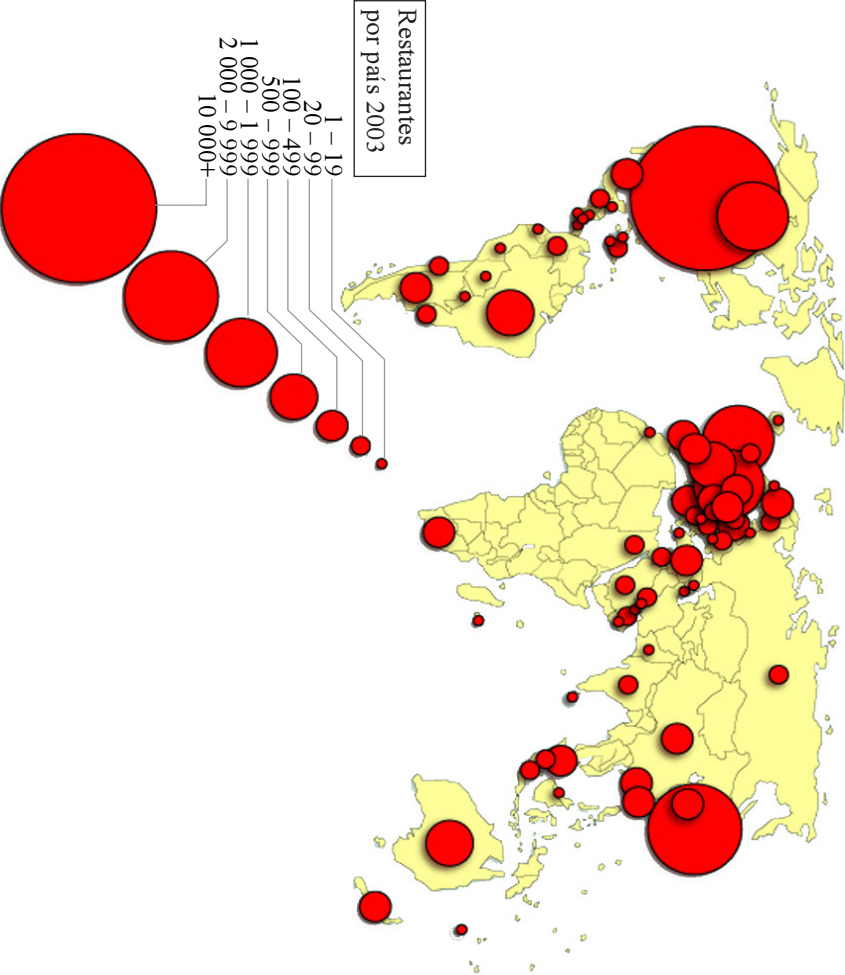 Restaurantes
por país 2003
1 – 19
20 – 99
100 – 499
500 – 999
1 000 – 1 999
2 000 – 9 999
10 000+